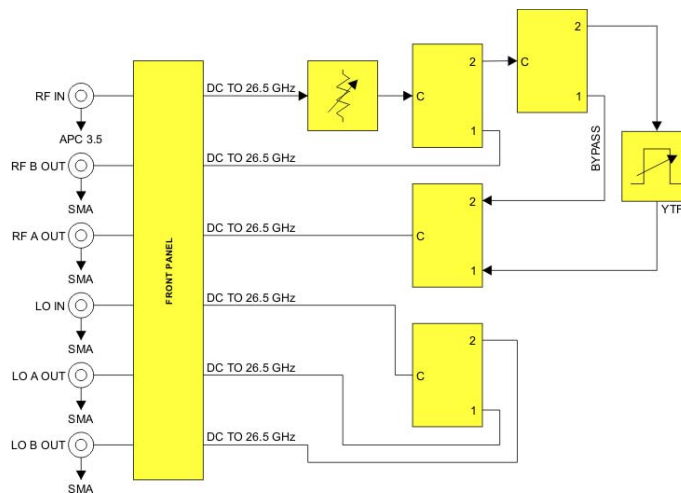 RF IN
APC 3.5
RF B OUT
SMA
RF A OUT
SMA
LO IN
SMA
LO A OUT
SMA
LO B OUT
SMA
FRONT PANEL
DC TO 26.5 GHz
DC TO 26.5 GHz
DC TO 26.5 GHz
DC TO 26.5 GHz
DC TO 26.5 GHz
DC TO 26.5 GHz
C
2
1
C
2
1
BYPASS
YTF
2
C
1
2
C
1